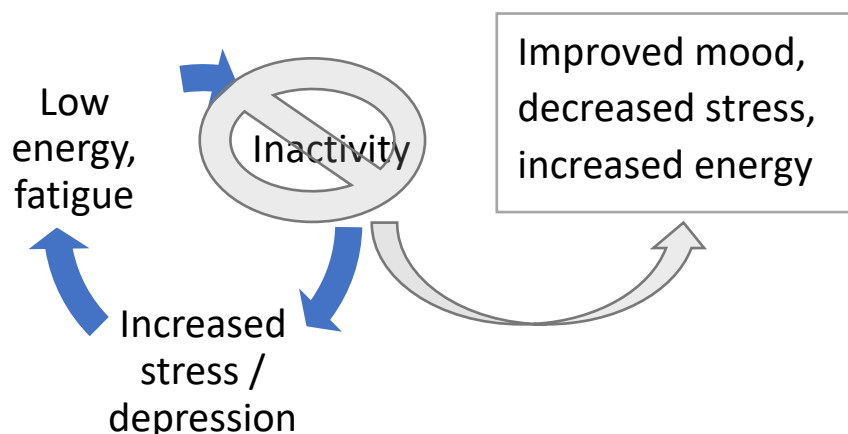 Low
energy,
fatigue
Inactivity
Increased
stress /
depression
Improved mood,
decreased stress,
increased energy